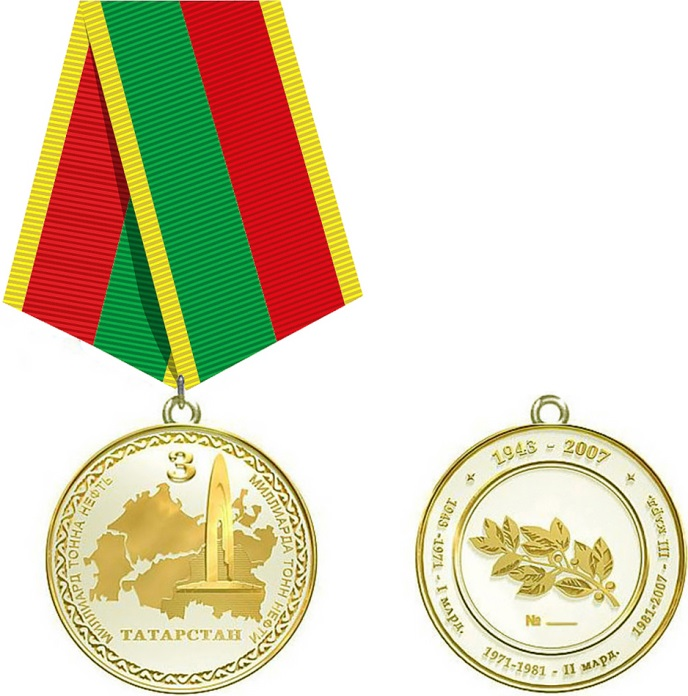 3
МИЛЛИАРД ТОННА НЕФТЬ
МИЛЛИАРДА ТОНН НЕФТИ
ТАТАРСТАН
1943 - 2007
1943 -1971 - I млрд.
1971-1981 - II млрд.
1981-2007 - III млрд.
№